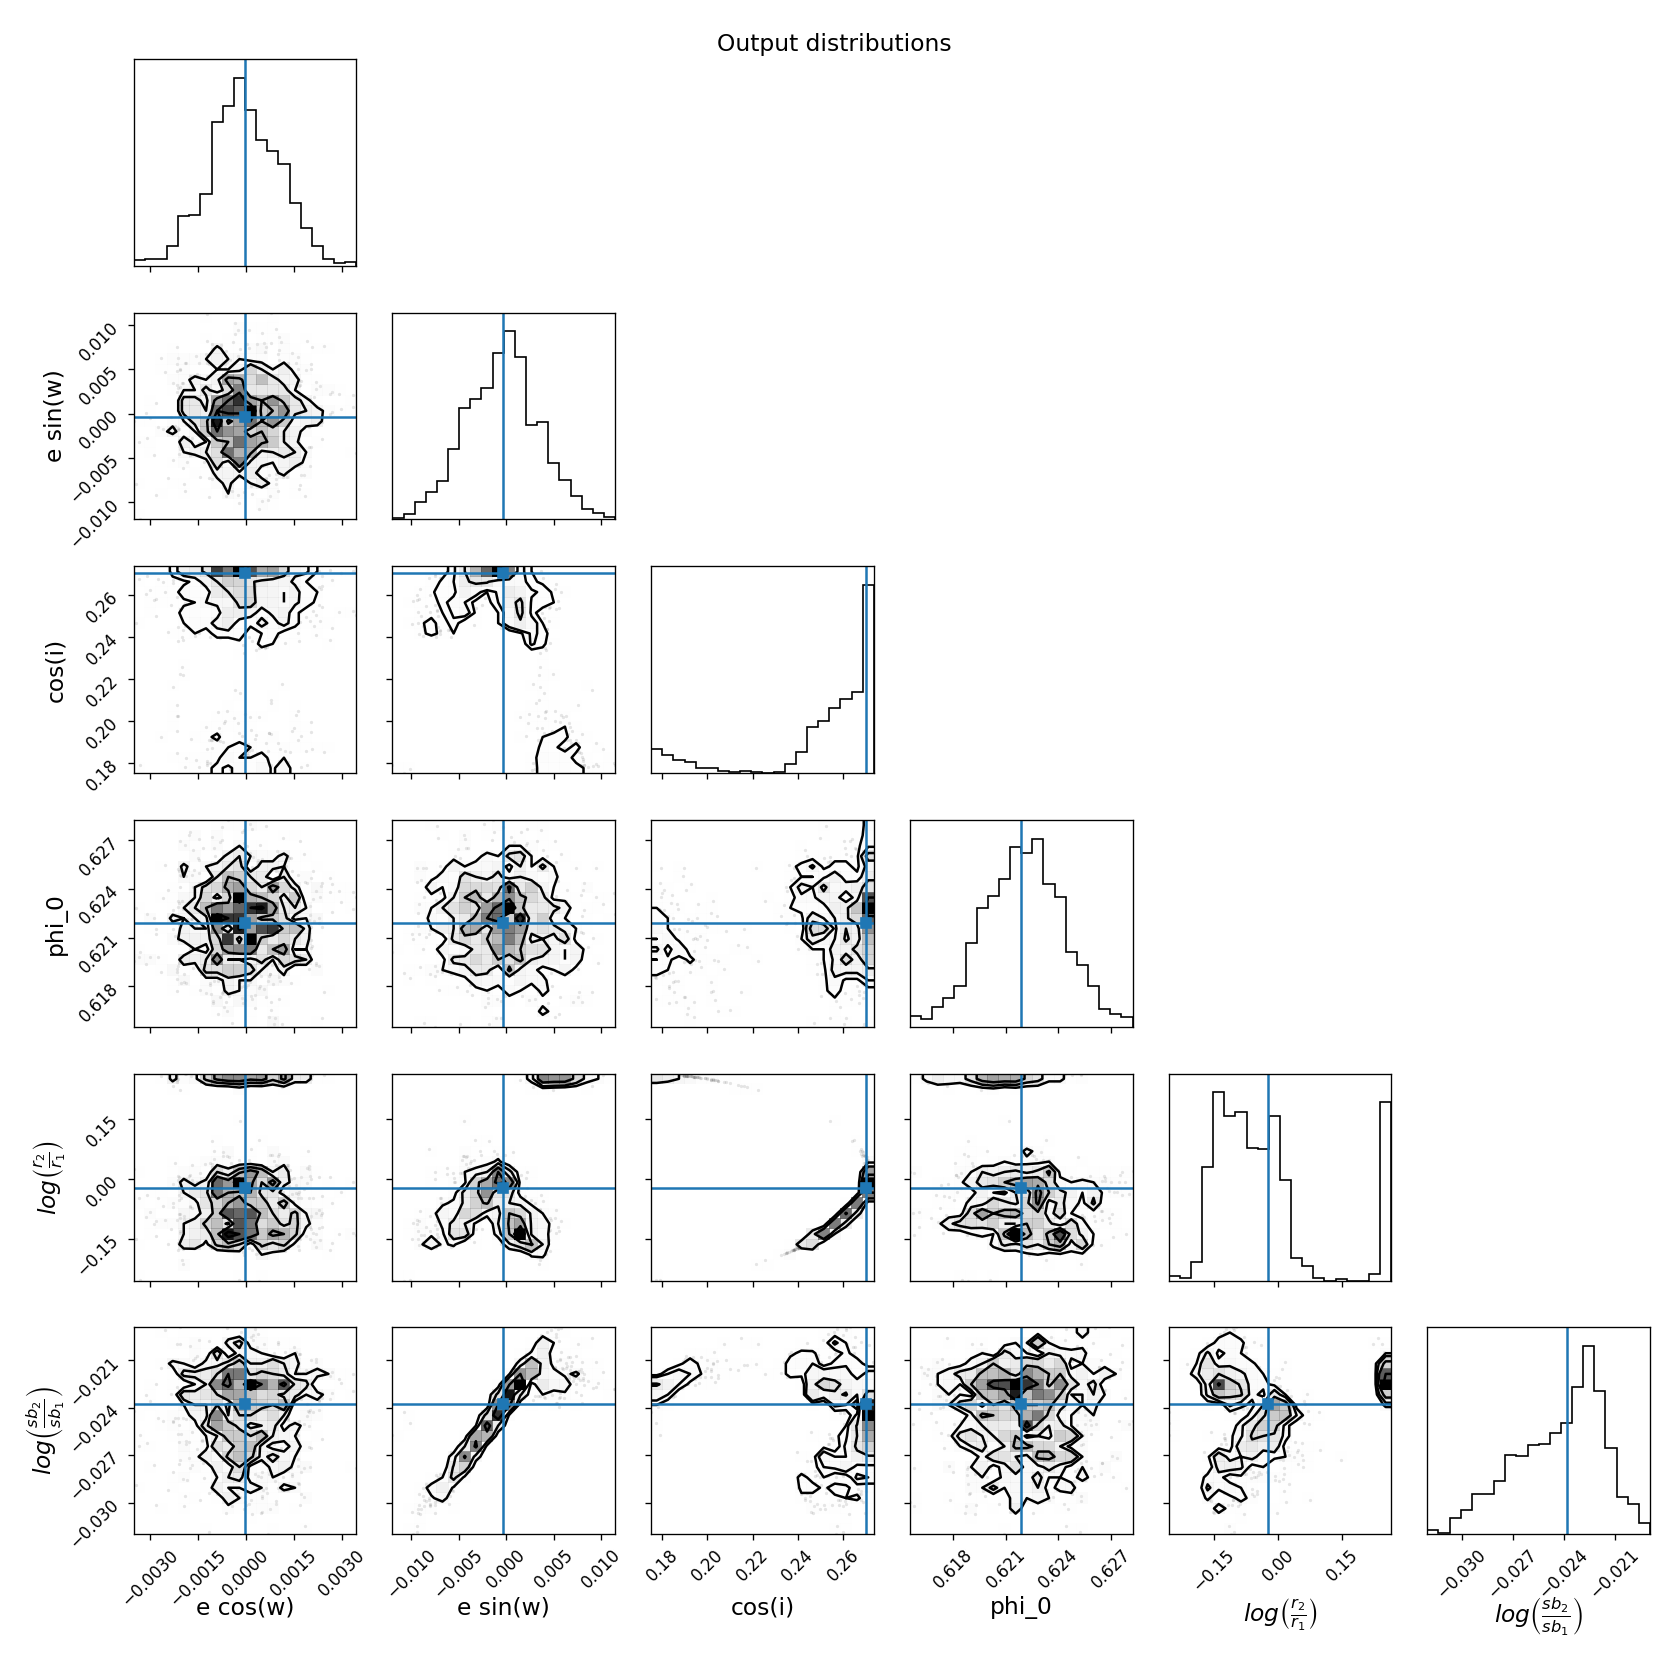 Output distributions
e sin(w)
0.010
0.005
0.000
−0.005
−0.010
cos(i)
0.26
0.24
0.22
0.20
0.18
phi_0
0.627
0.624
0.621
0.618
log(r₂/r₁)
0.15
0.00
−0.15
log(sb₂/sb₁)
−0.021
−0.024
−0.027
−0.030
−0.0030 −0.0015 0.0000 0.0015 0.0030 −0.010 −0.005 0.000 0.005 0.010 0.18 0.20 0.22 0.24 0.26 0.618 0.621 0.624 0.627 −0.15 0.00 0.15 −0.030 −0.027 −0.024 −0.021
e cos(w) e sin(w) cos(i) phi_0 log(r₂/r₁) log(sb₂/sb₁)